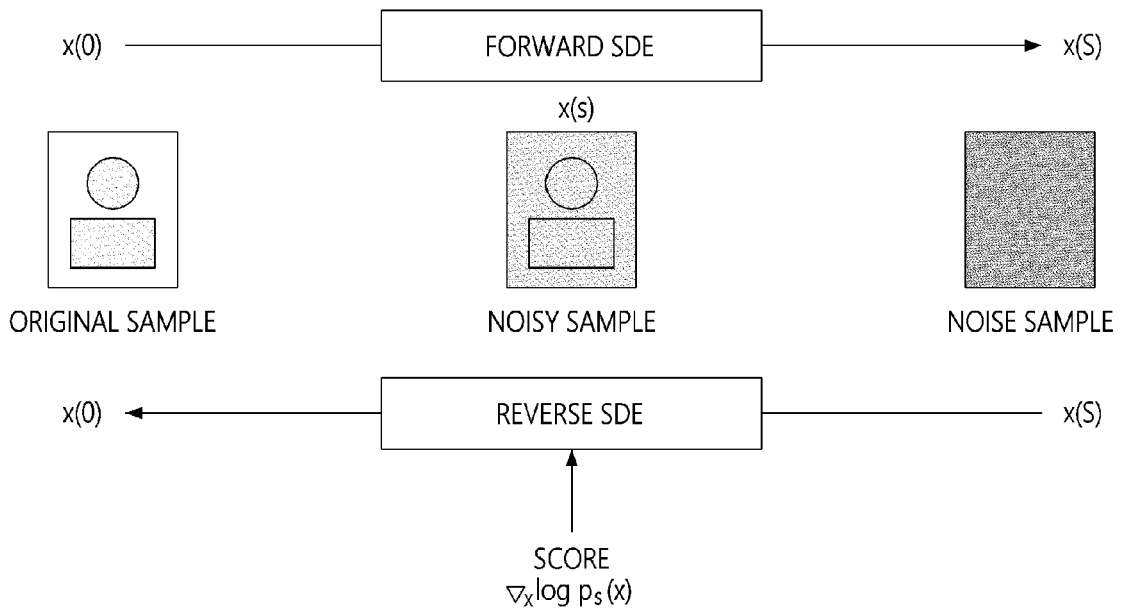 x(0) FORWARD SDE x(S)
x(s)
ORIGINAL SAMPLE NOISY SAMPLE NOISE SAMPLE
x(0) REVERSE SDE x(S)
SCORE
∇ₓ log pₛ(x)